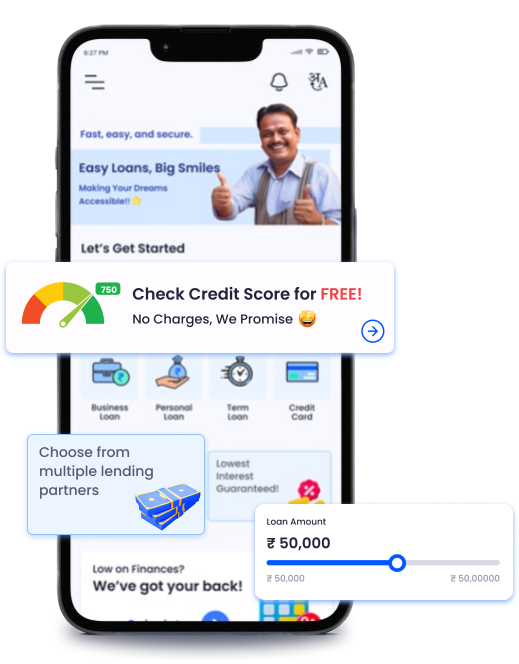 6:27 PM
अ A
Fast, easy, and secure.
Easy Loans, Big Smiles
Making Your Dreams
Accessible!! ⭐
Let's Get Started
750
Check Credit Score for FREE!
No Charges, We Promise 😄
Business
Loan
Personal
Loan
Term
Loan
Credit
Card
Choose from
multiple lending
partners
Lowest
Interest
Guaranteed!
Loan Amount
₹ 50,000
₹ 50,000
₹ 50,00000
Low on Finances?
We've got your back!